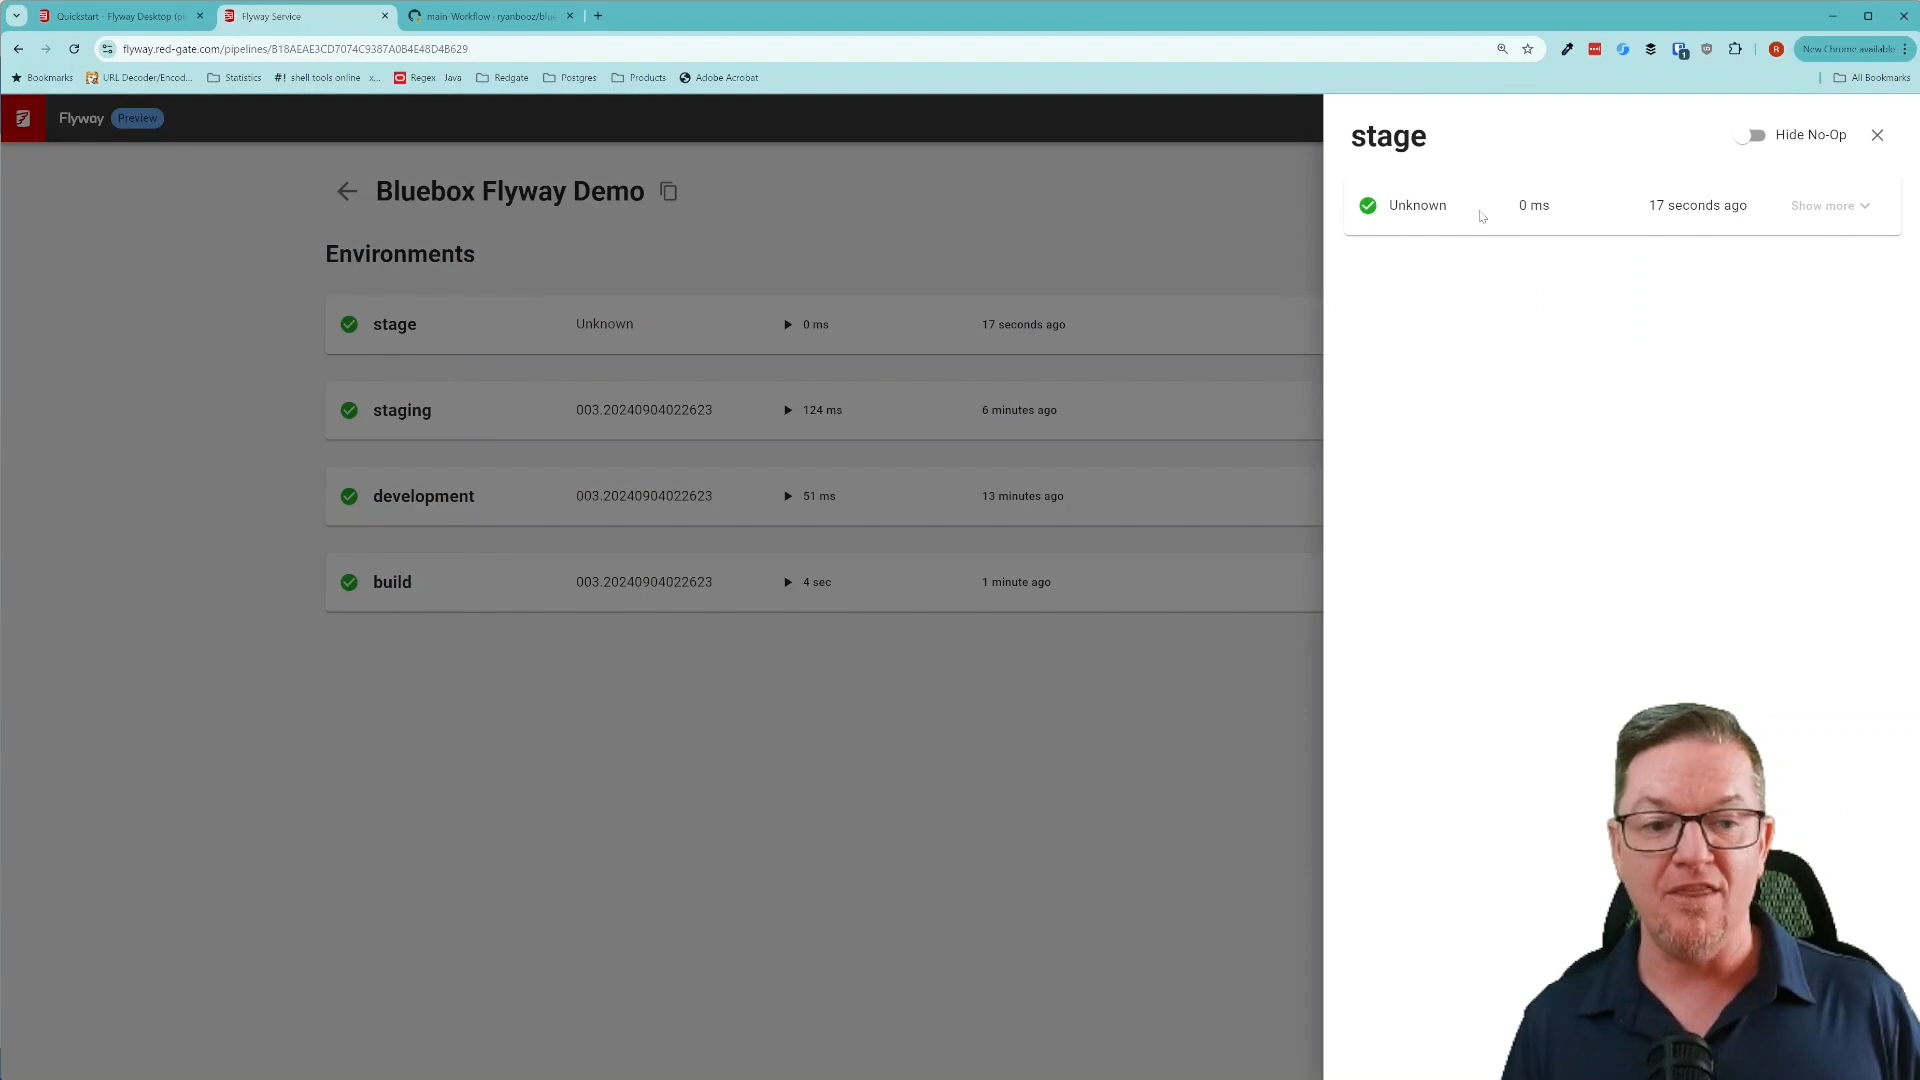 Quickstart - Flyway Desktop (pi
Flyway Service
main-Workflow · ryanbooz/blue
flyway.red-gate.com/pipelines/B18AEAE3CD7074C9387A0B4E48D4B629
New Chrome available
Bookmarks
URL Decoder/Encod...
Statistics
#! shell tools online x...
Regex Java
Redgate
Postgres
Products
Adobe Acrobat
All Bookmarks
Flyway
Preview
Bluebox Flyway Demo
Environments
stage Unknown 0 ms 17 seconds ago
staging 003.20240904022623 124 ms 6 minutes ago
development 003.20240904022623 51 ms 13 minutes ago
build 003.20240904022623 4 sec 1 minute ago
stage
Hide No-Op
Unknown 0 ms 17 seconds ago Show more